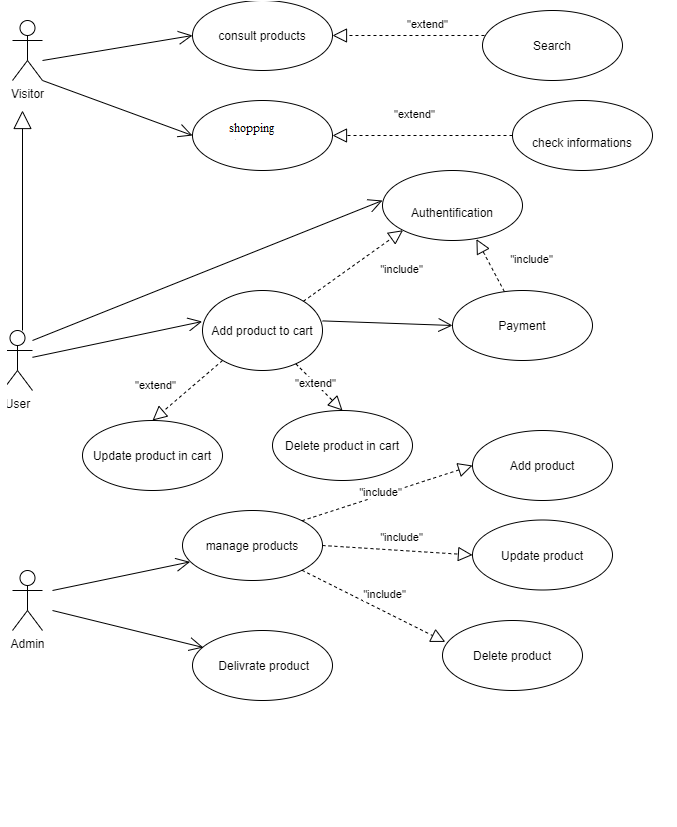 consult products
"extend"
Search
Visitor
shopping
"extend"
check informations
Authentification
"include"
"include"
Add product to cart
Payment
User
"extend"
"extend"
Update product in cart
Delete product in cart
Add product
"include"
manage products
"include"
Update product
"include"
Admin
Delivrate product
Delete product